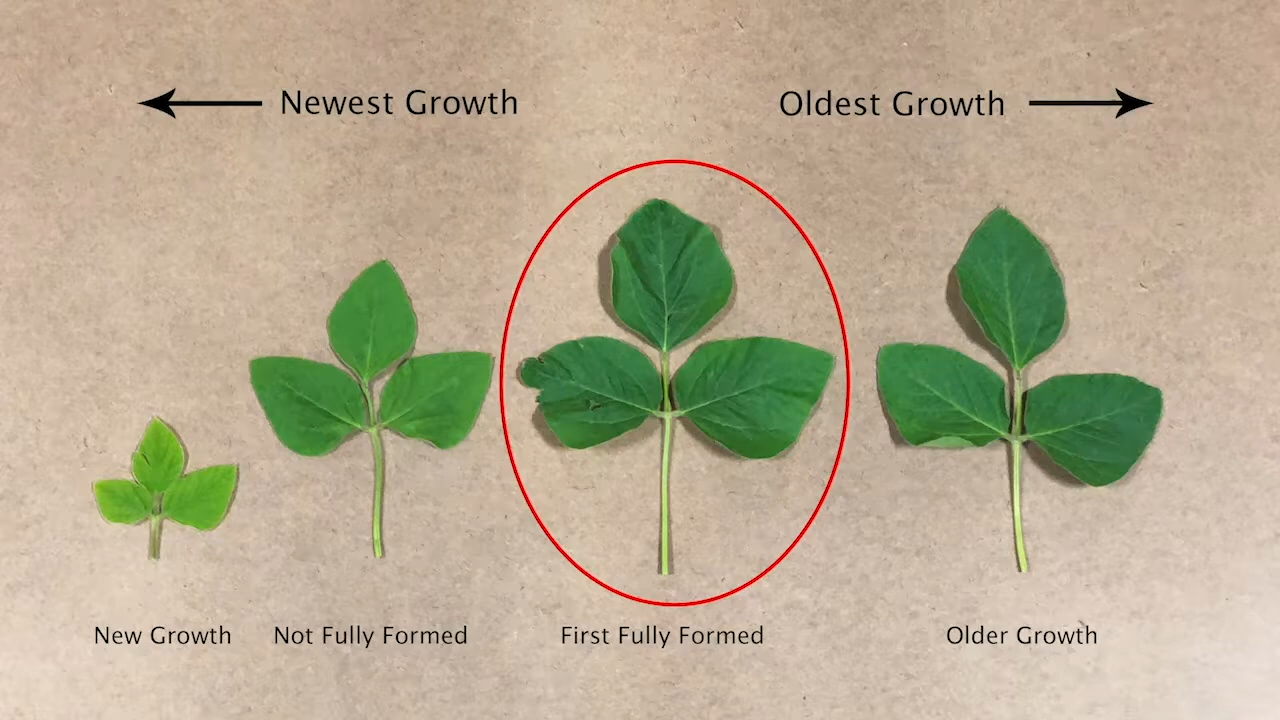 Newest Growth
Oldest Growth
New Growth
Not Fully Formed
First Fully Formed
Older Growth